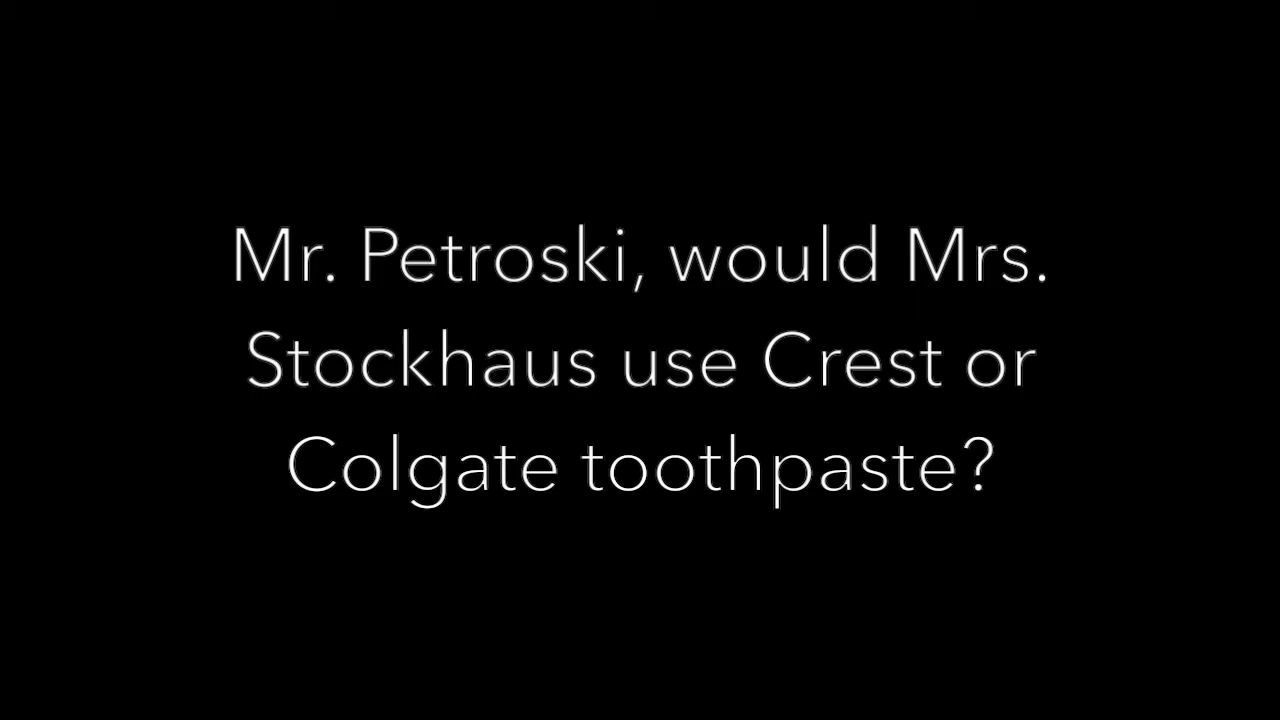 Mr. Petroski, would Mrs.
Stockhaus use Crest or
Colgate toothpaste?